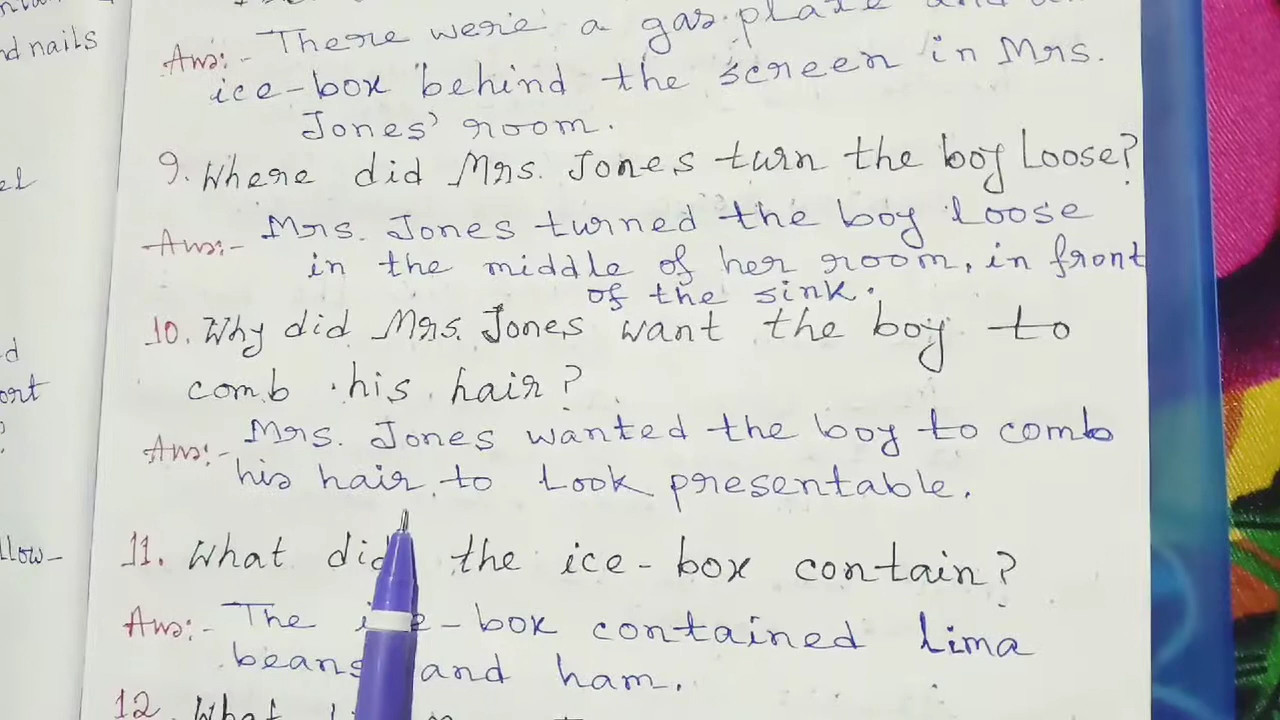 nd nails
Ans:- There were a gas-plate and an
ice-box behind the screen in Mrs.
Jones' room.
9. Where did Mrs. Jones turn the boy loose?
Ans:- Mrs. Jones turned the boy loose
in the middle of her room, in front
of the sink.
10. Why did Mrs. Jones want the boy to
comb his hair?
Ans:- Mrs. Jones wanted the boy to comb
his hair to look presentable.
11. What did the ice-box contain?
Ans:- The ice-box contained lima
beans and ham.
12. What